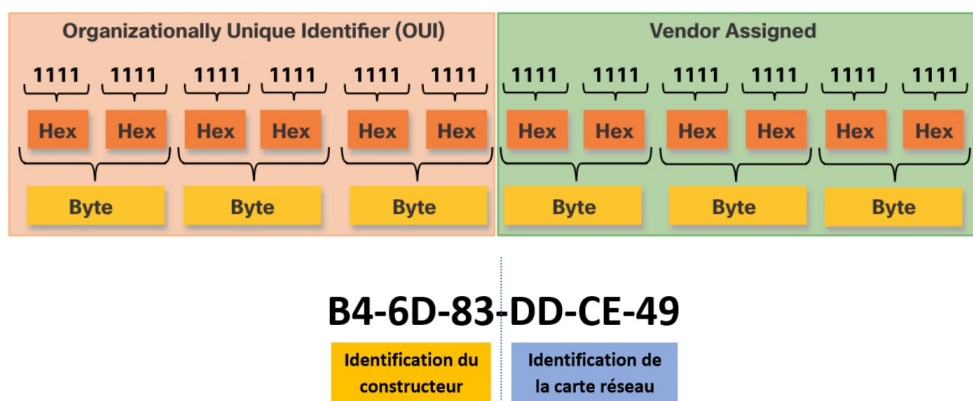 Organizationally Unique Identifier (OUI) Vendor Assigned
1111 1111 1111 1111 1111 1111 1111 1111 1111 1111 1111 1111
Hex Hex Hex Hex Hex Hex Hex Hex Hex Hex Hex Hex
Byte Byte Byte Byte Byte Byte
B4-6D-83-DD-CE-49
Identification du
constructeur
Identification de
la carte réseau